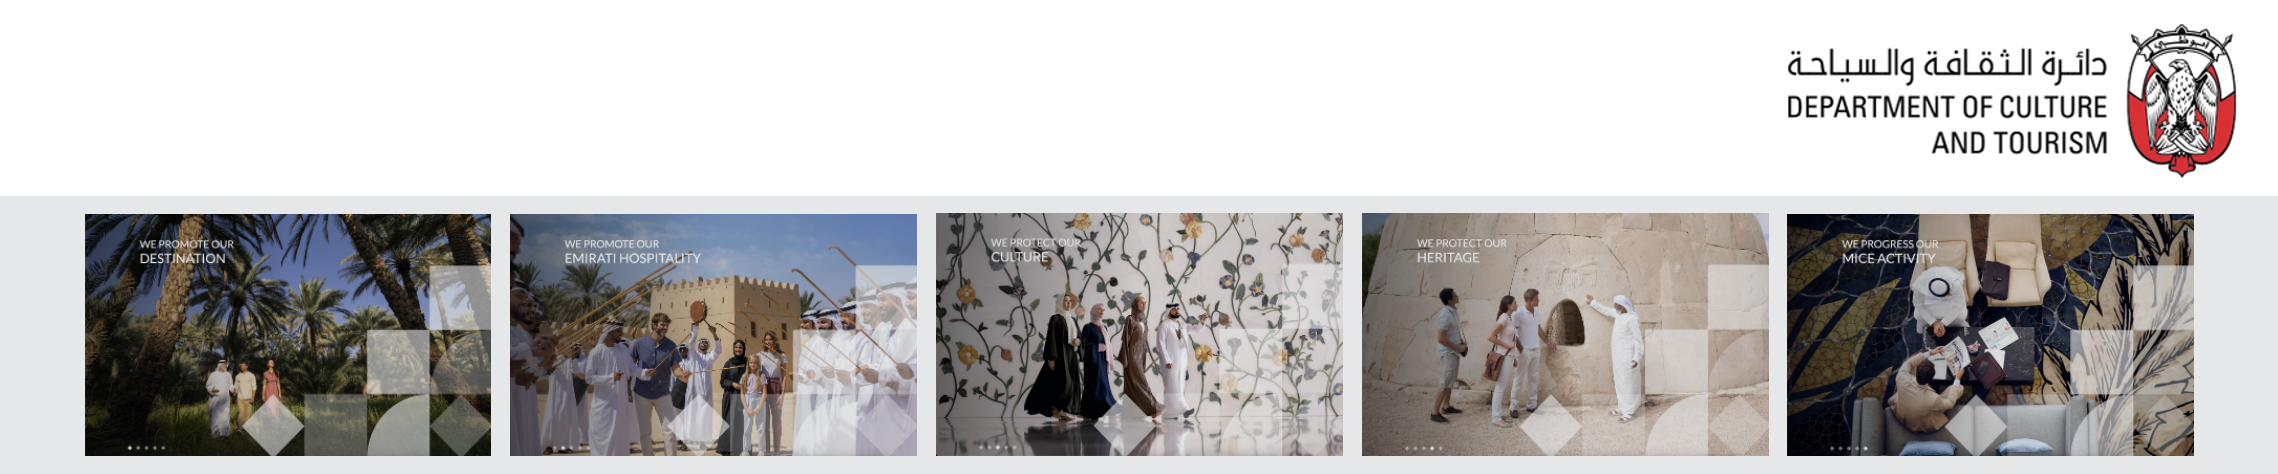 دائرة الثقافة والسياحة
DEPARTMENT OF CULTURE
AND TOURISM
أبوظبي
WE PROMOTE OUR
DESTINATION
WE PROMOTE OUR
EMIRATI HOSPITALITY
WE PROTECT OUR
CULTURE
WE PROTECT OUR
HERITAGE
WE PROGRESS OUR
MICE ACTIVITY